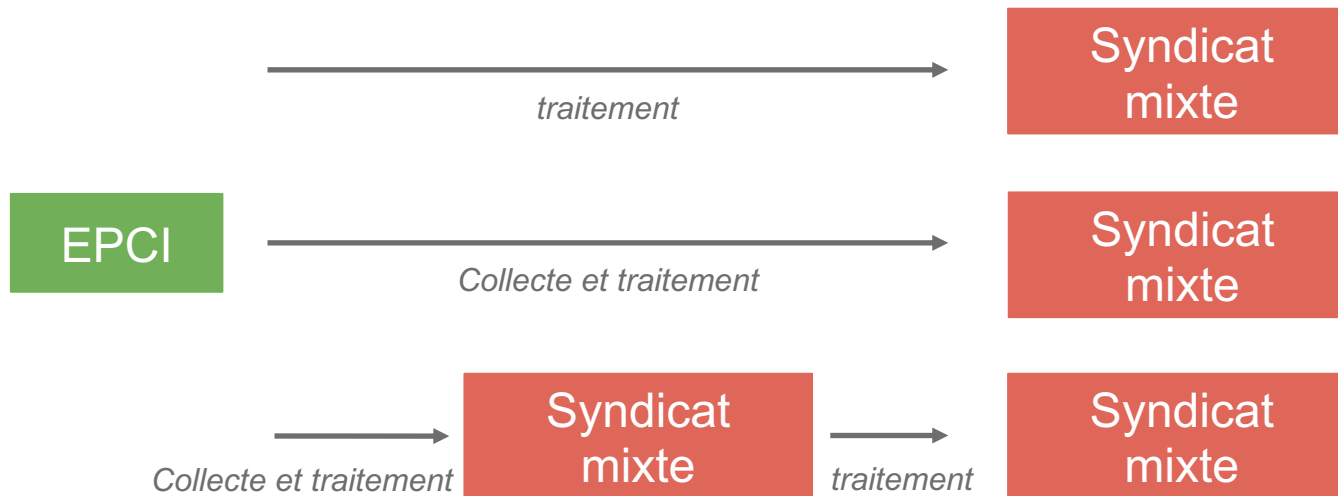 Syndicat
mixte
traitement
EPCI
Syndicat
mixte
Collecte et traitement
Syndicat
mixte
Syndicat
mixte
Collecte et traitement
traitement